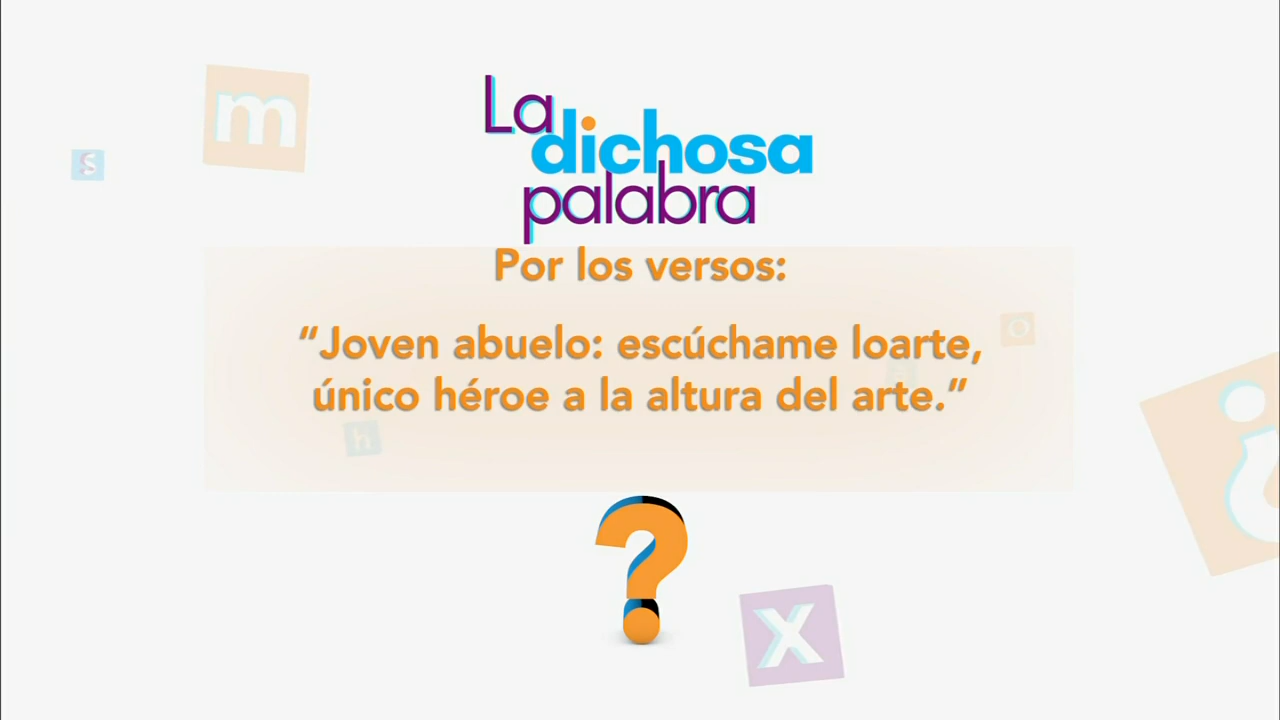 m
s
La
dichosa
palabra
Por los versos:
“Joven abuelo: escúchame loarte,
único héroe a la altura del arte.”
o
a
h
¿
?
x